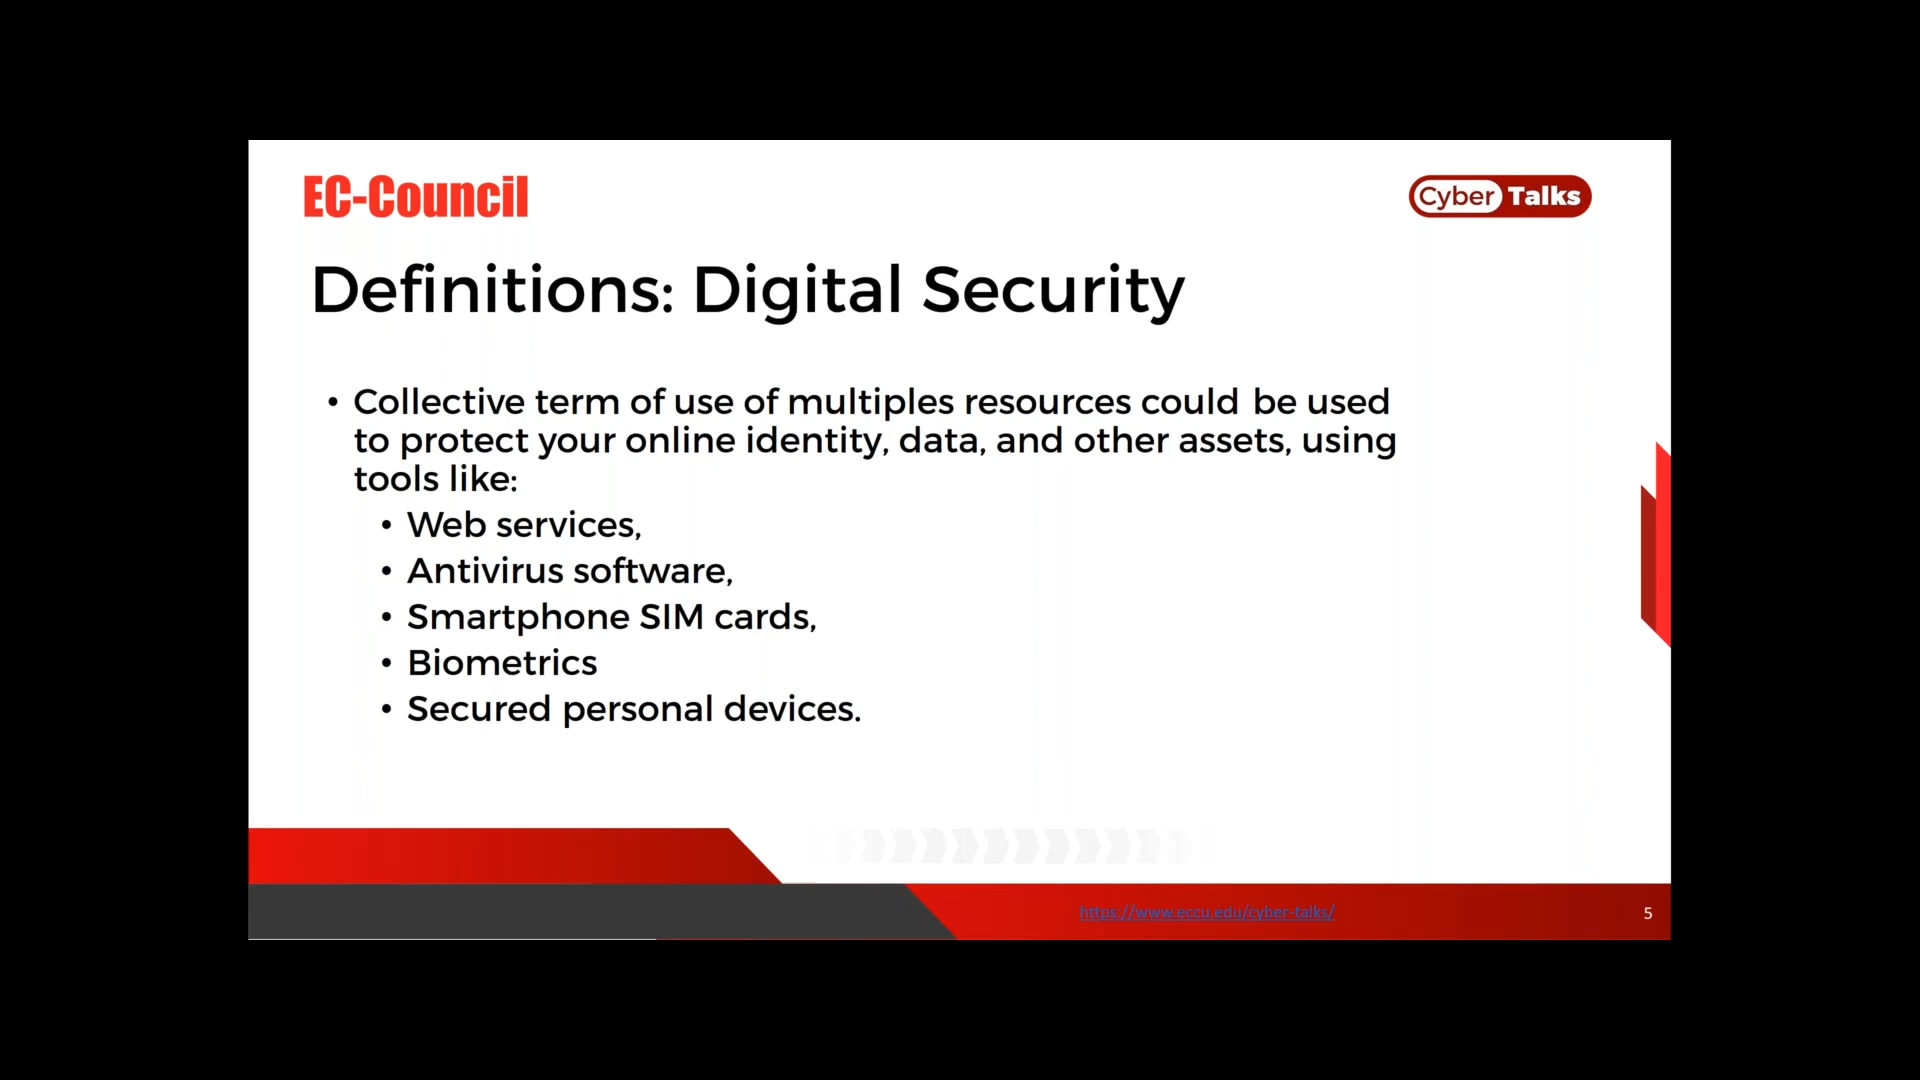 EC-Council
Cyber Talks
Definitions: Digital Security
• Collective term of use of multiples resources could be used
to protect your online identity, data, and other assets, using
tools like:
• Web services,
• Antivirus software,
• Smartphone SIM cards,
• Biometrics
• Secured personal devices.
https://www.eccu.edu/cyber-talks/
5